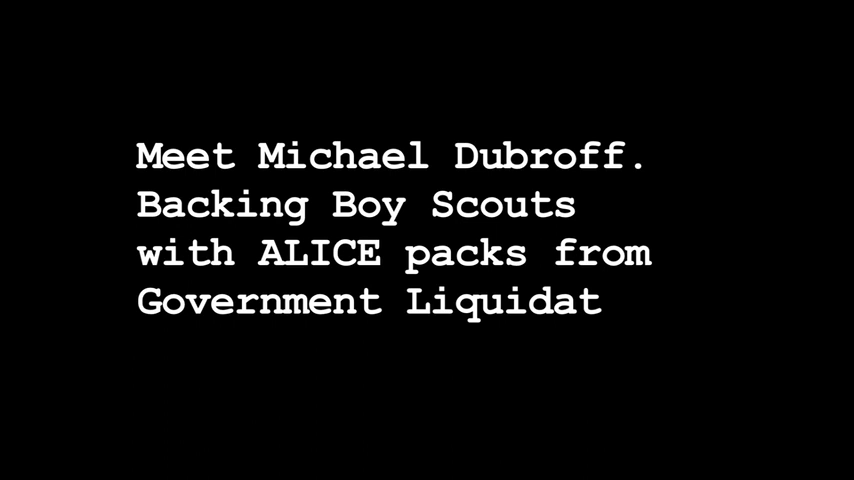 Meet Michael Dubroff.
Backing Boy Scouts
with ALICE packs from
Government Liquidat